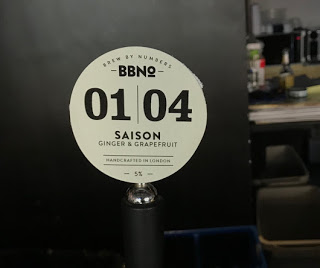 BREW BY NUMBERS
BBNº
01|04
SAISON
GINGER & GRAPEFRUIT
HANDCRAFTED IN LONDON
— 5% —